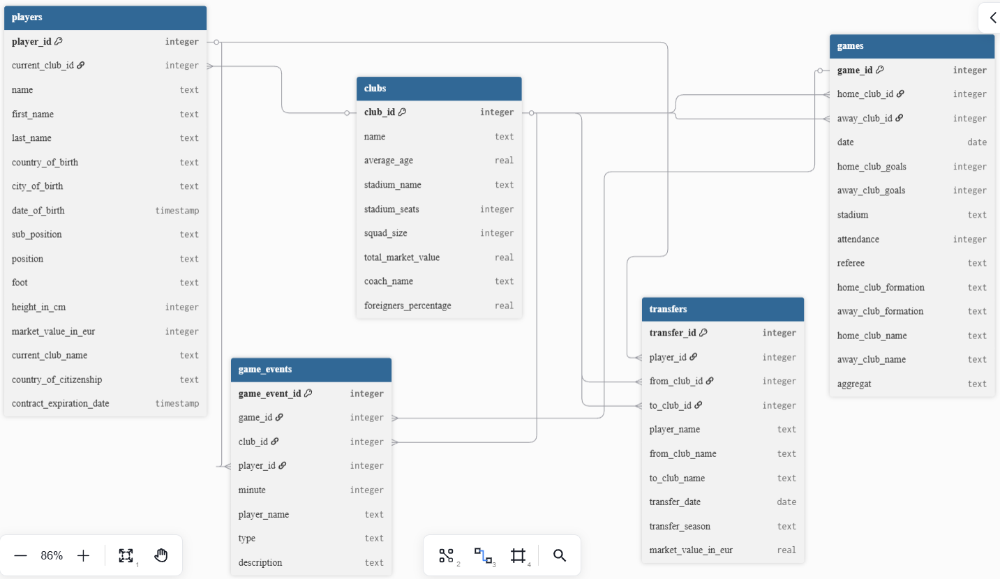 players
player_id integer
current_club_id integer
name text
first_name text
last_name text
country_of_birth text
city_of_birth text
date_of_birth timestamp
sub_position text
position text
foot text
height_in_cm integer
market_value_in_eur integer
current_club_name text
country_of_citizenship text
contract_expiration_date timestamp
clubs
club_id integer
name text
average_age real
stadium_name text
stadium_seats integer
squad_size integer
total_market_value real
coach_name text
foreigners_percentage real
games
game_id integer
home_club_id integer
away_club_id integer
date date
home_club_goals integer
away_club_goals integer
stadium text
attendance integer
referee text
home_club_formation text
away_club_formation text
home_club_name text
away_club_name text
aggregat text
game_events
game_event_id integer
game_id integer
club_id integer
player_id integer
minute integer
player_name text
type text
description text
transfers
transfer_id integer
player_id integer
from_club_id integer
to_club_id integer
player_name text
from_club_name text
to_club_name text
transfer_date date
transfer_season text
market_value_in_eur real
86% 1
2 3 4